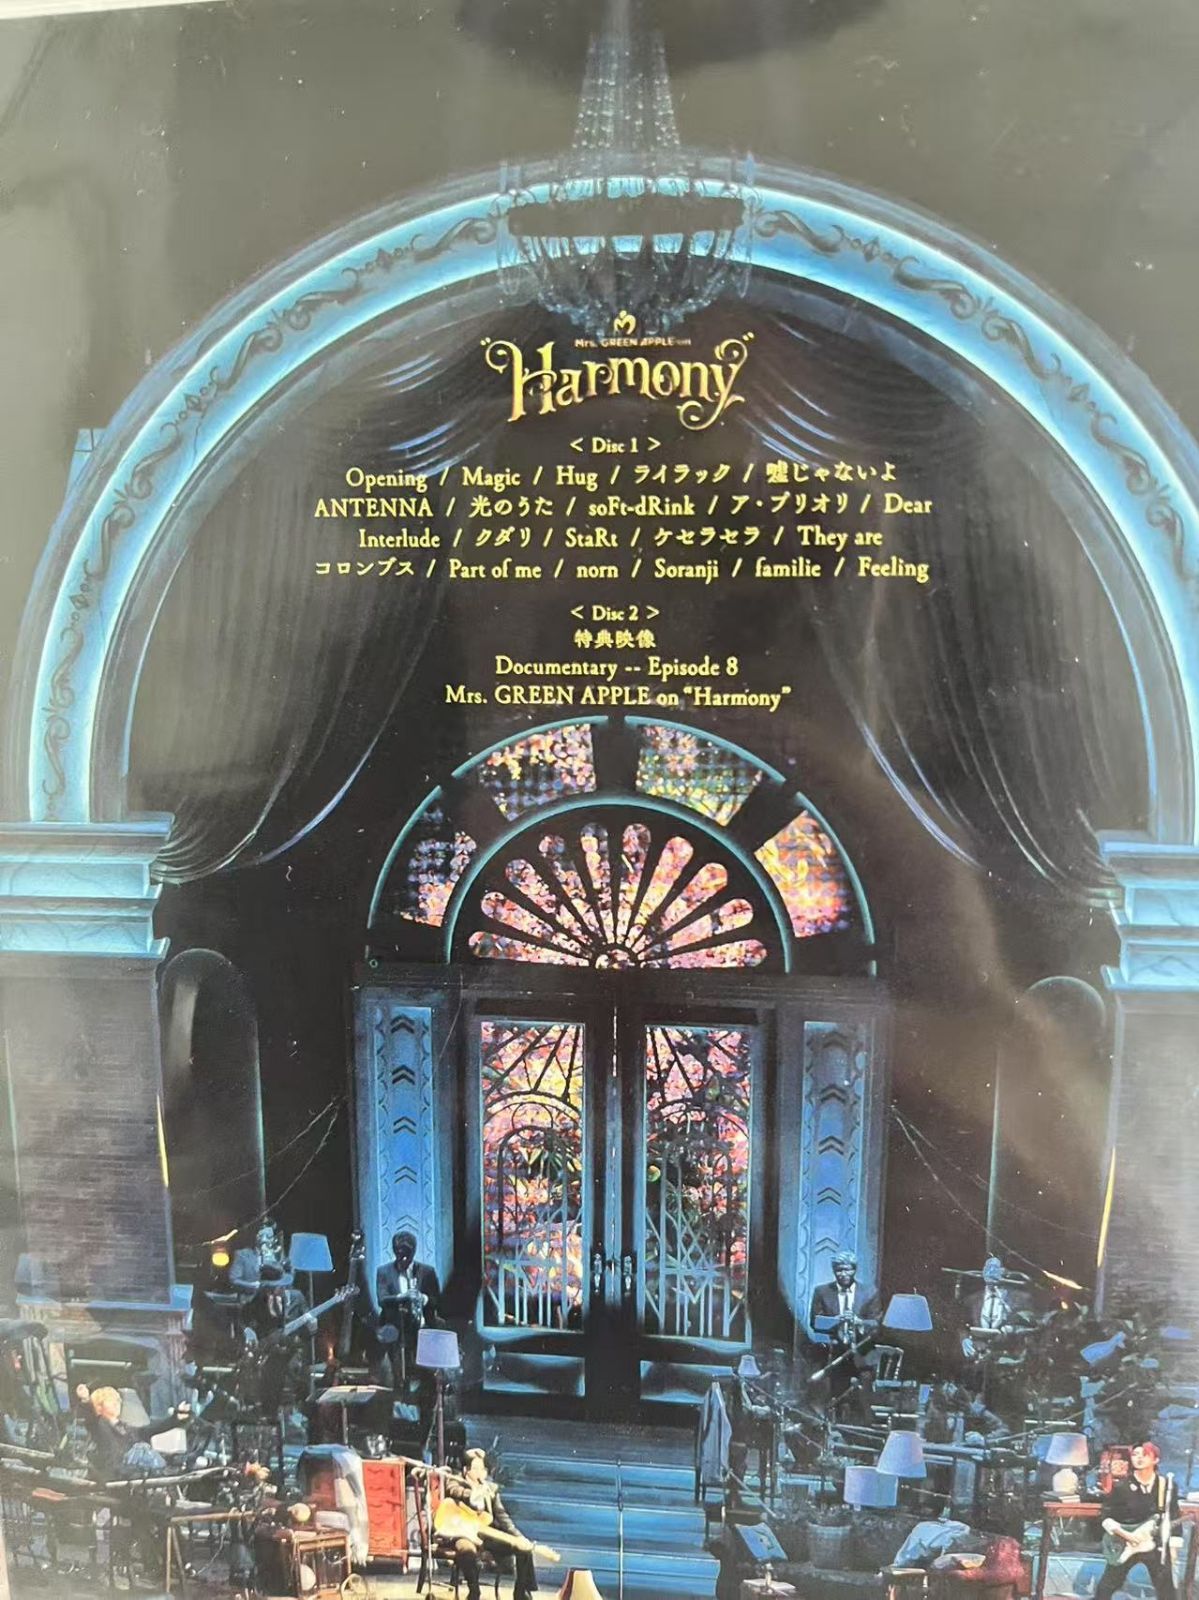 Mrs. GREEN APPLE on
"Harmony"
< Disc 1 >
Opening / Magic / Hug / ライラック / 嘘じゃないよ
ANTENNA / 光のうた / soFt-dRink / ア・プリオリ / Dear
Interlude / クダリ / StaRt / ケセラセラ / They are
コロンブス / Part of me / norn / Soranji / familie / Feeling
< Disc 2 >
特典映像
Documentary -- Episode 8
Mrs. GREEN APPLE on “Harmony”